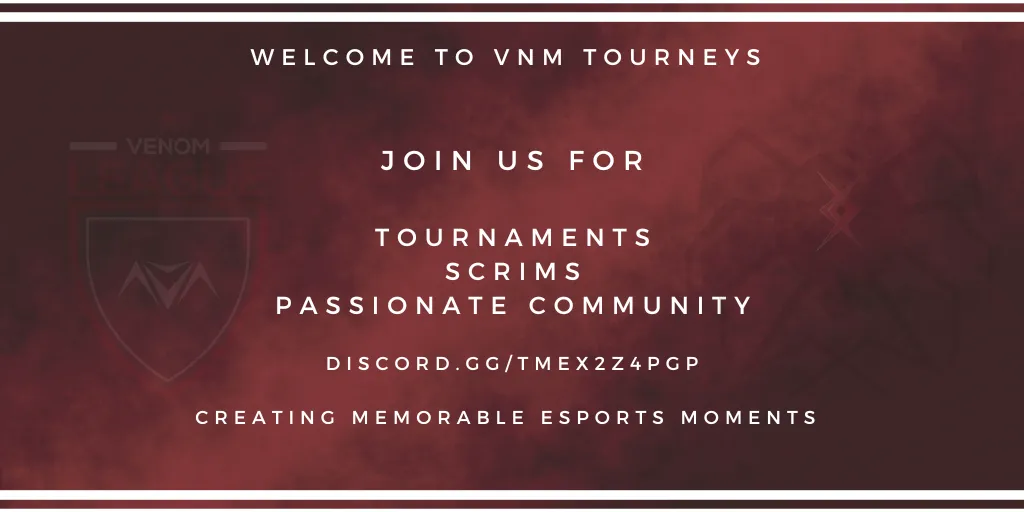 WELCOME TO VNM TOURNEYS
JOIN US FOR
VENOM
TOURNAMENTS
SCRIMS
PASSIONATE COMMUNITY
DISCORD.GG/TMEX2Z4PGP
CREATING MEMORABLE ESPORTS MOMENTS